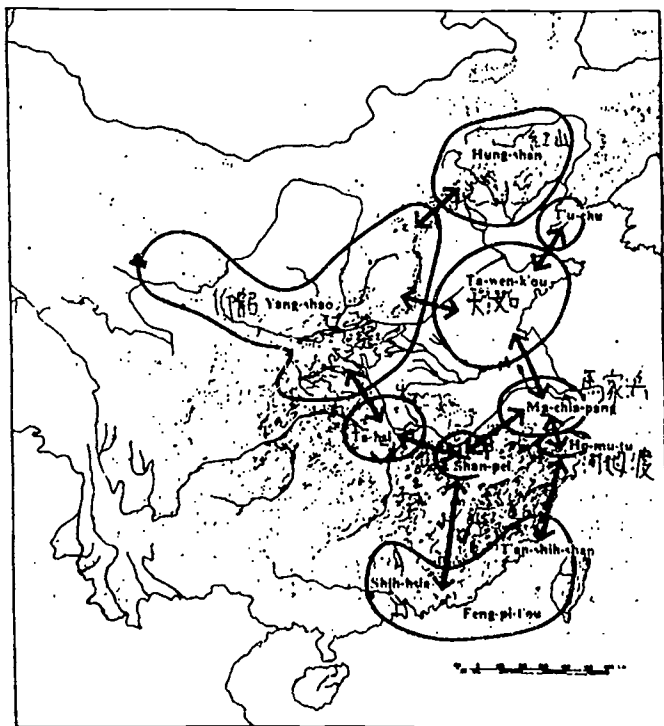 Hung-shan
紅山
T'u-chu
Ta-wen-k'ou
大汶口
仰韶
Yang-shao
馬家浜
Ma-chia-pang
Ta-hsi
Shan-pei
Ho-mu-tu
河姆渡
T'an-shih-shan
Shih-hsia
Feng-pi-t'ou